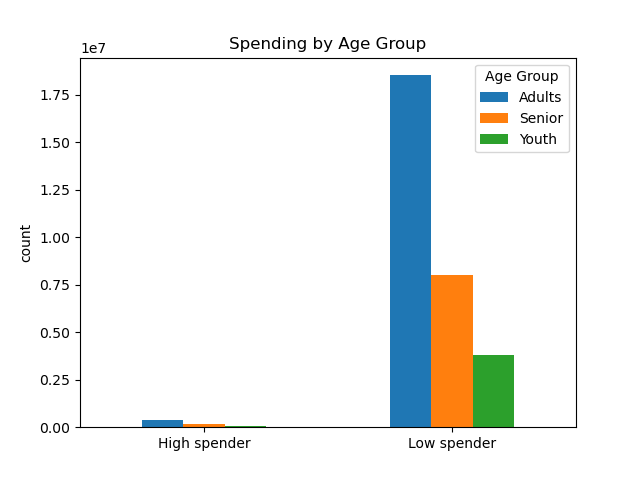 Spending by Age Group
1e7
1.75
1.50
1.25
1.00
0.75
0.50
0.25
0.00
count
Age Group
Adults
Senior
Youth
High spender
Low spender